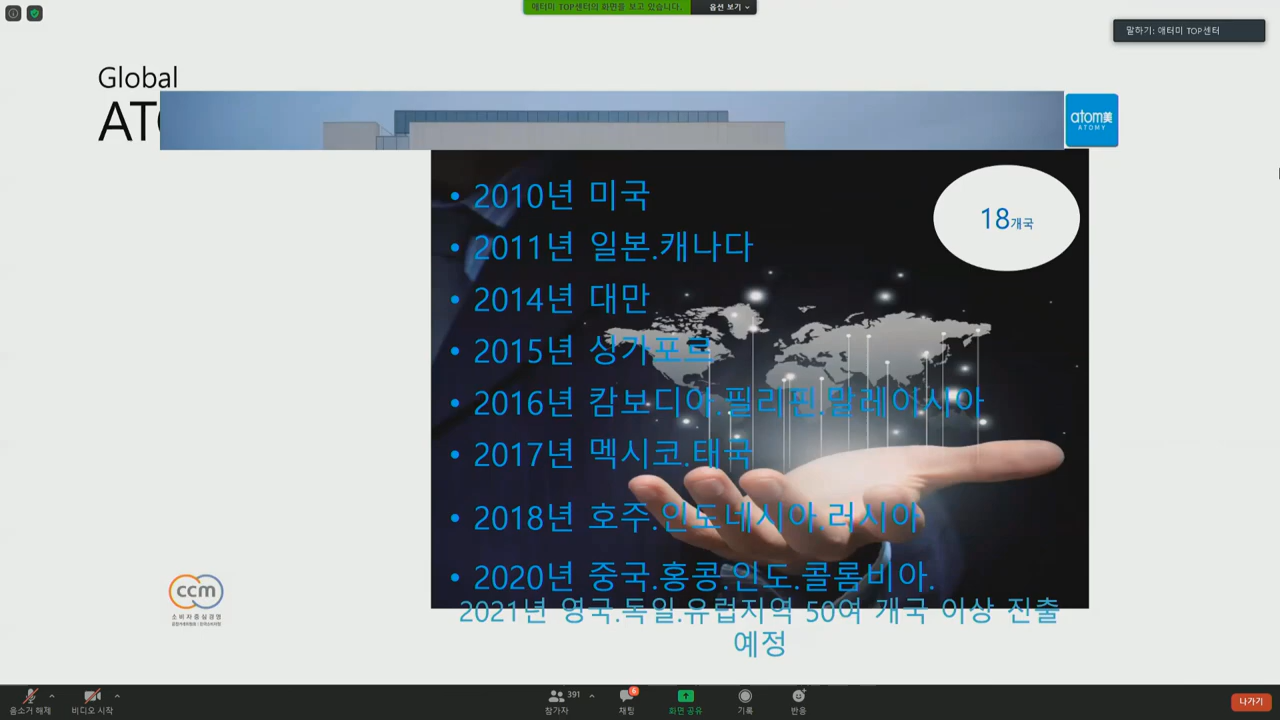 애터미 TOP센터의 화면을 보고 있습니다. 옵션 보기
말하기: 애터미 TOP센터
Global
ATO
atom美
ATOMY
18개국
• 2010년 미국
• 2011년 일본.캐나다
• 2014년 대만
• 2015년 싱가포르
• 2016년 캄보디아.필리핀.말레이시아
• 2017년 멕시코.태국
• 2018년 호주.인도네시아.러시아
• 2020년 중국.홍콩.인도.콜롬비아.
2021년 영국.독일.유럽지역 50여 개국 이상 진출
예정
ccm
소비자중심경영
음소거 해제 비디오 시작 391 참가자 6 채팅 화면 공유 기록 반응 나가기